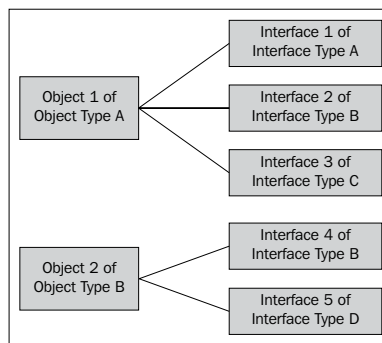 Object 1 of
Object Type A
Interface 1 of
Interface Type A
Interface 2 of
Interface Type B
Interface 3 of
Interface Type C
Object 2 of
Object Type B
Interface 4 of
Interface Type B
Interface 5 of
Interface Type D